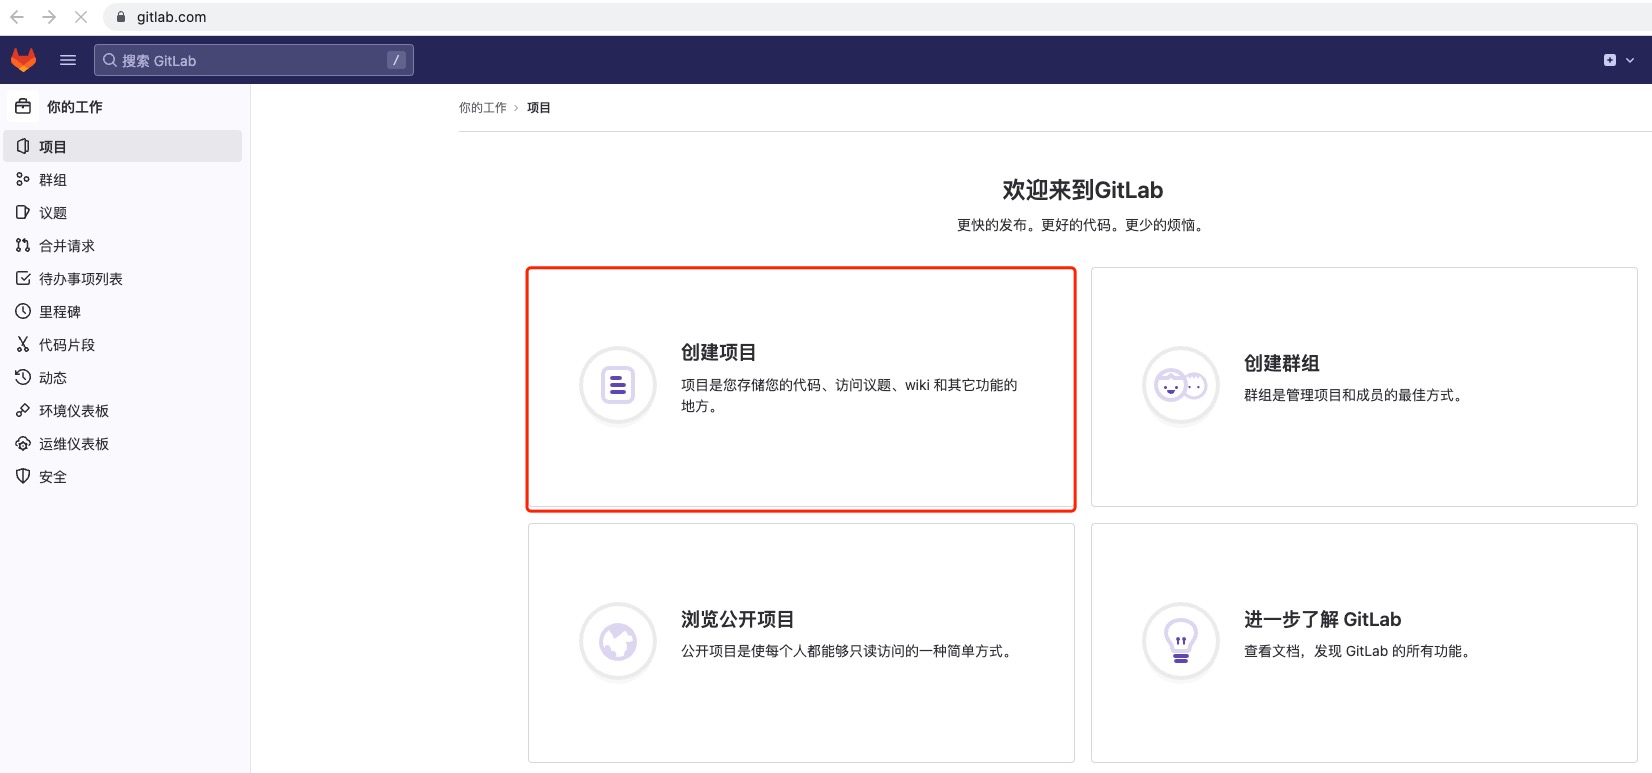 gitlab.com
搜索 GitLab
/
你的工作
项目
群组
议题
合并请求
待办事项列表
里程碑
代码片段
动态
环境仪表板
运维仪表板
安全
你的工作 › 项目
欢迎来到GitLab
更快的发布。更好的代码。更少的烦恼。
创建项目
项目是您存储您的代码、访问议题、wiki 和其它功能的
地方。
创建群组
群组是管理项目和成员的最佳方式。
浏览公开项目
公开项目是使每个人都能够只读访问的一种简单方式。
进一步了解 GitLab
查看文档，发现 GitLab 的所有功能。